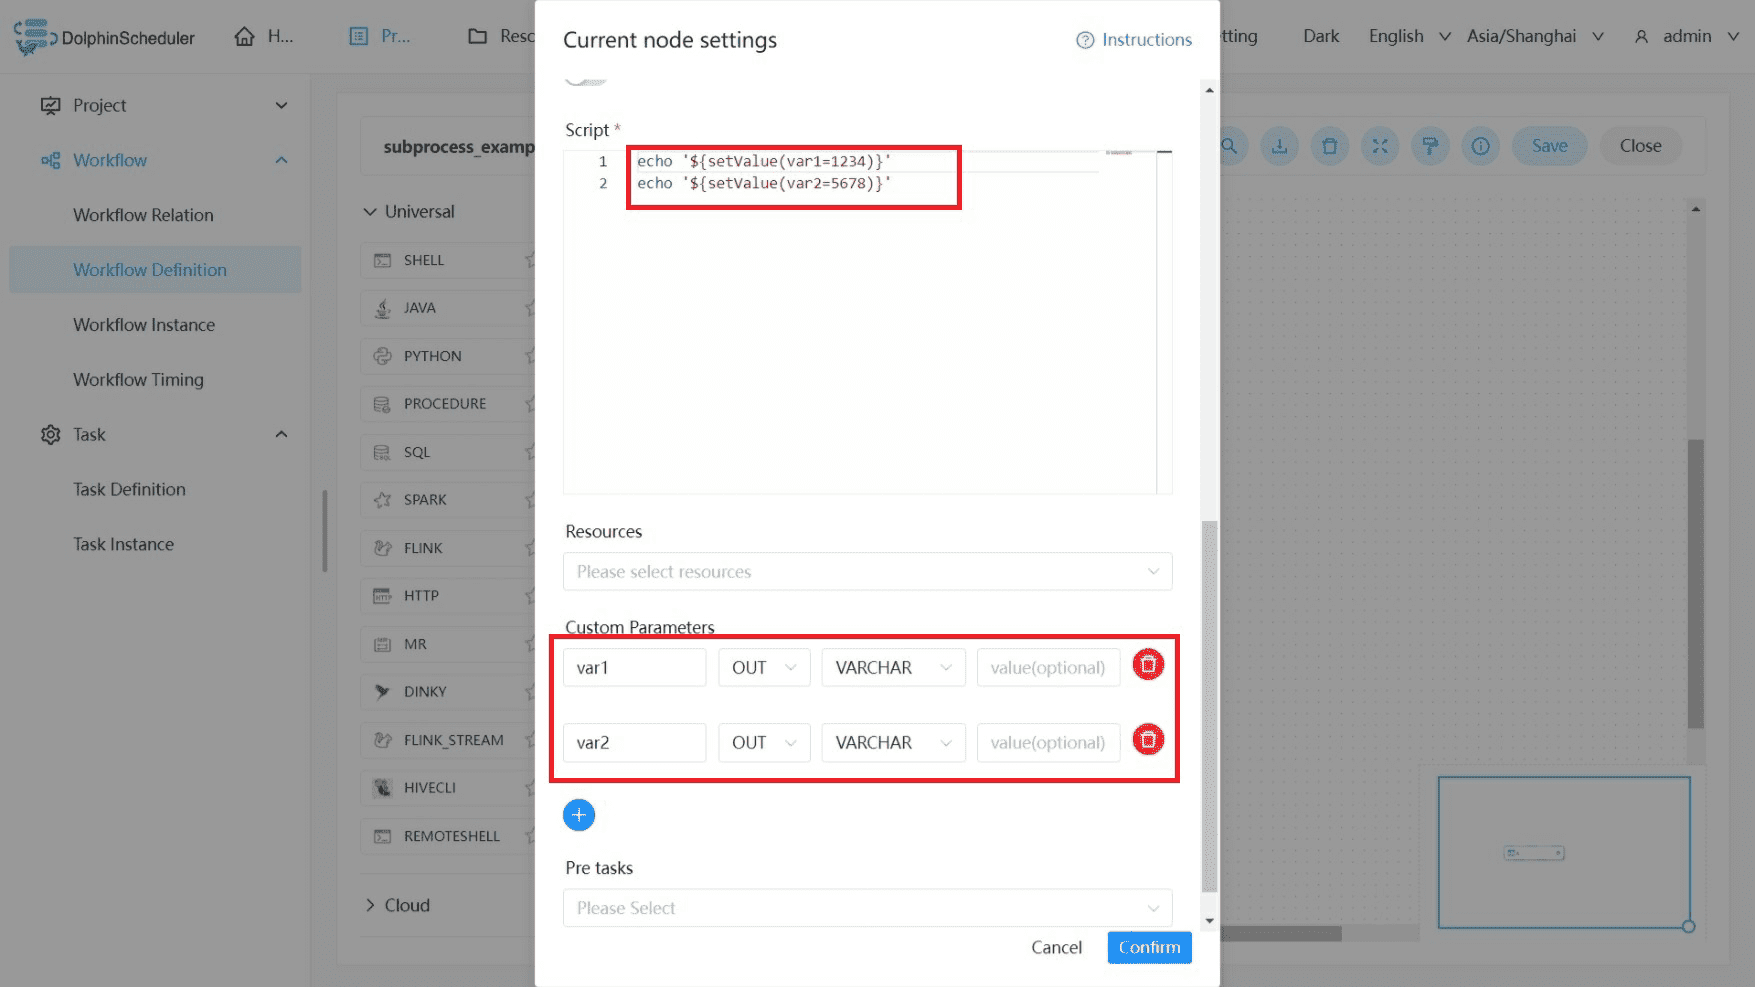 DolphinScheduler
H...
Pr...
Resc
tting
Dark
English
Asia/Shanghai
admin
Project
Workflow
Workflow Relation
Workflow Definition
Workflow Instance
Workflow Timing
Task
Task Definition
Task Instance
subprocess_examp
Save
Close
Universal
SHELL
JAVA
PYTHON
PROCEDURE
SQL
SPARK
FLINK
HTTP
MR
DINKY
FLINK_STREAM
HIVECLI
REMOTESHELL
Cloud
Current node settings
Instructions
Script *
1 echo '${setValue(var1=1234)}'
2 echo '${setValue(var2=5678)}'
Resources
Please select resources
Custom Parameters
var1 OUT VARCHAR value(optional)
var2 OUT VARCHAR value(optional)
Pre tasks
Please Select
Cancel
Confirm